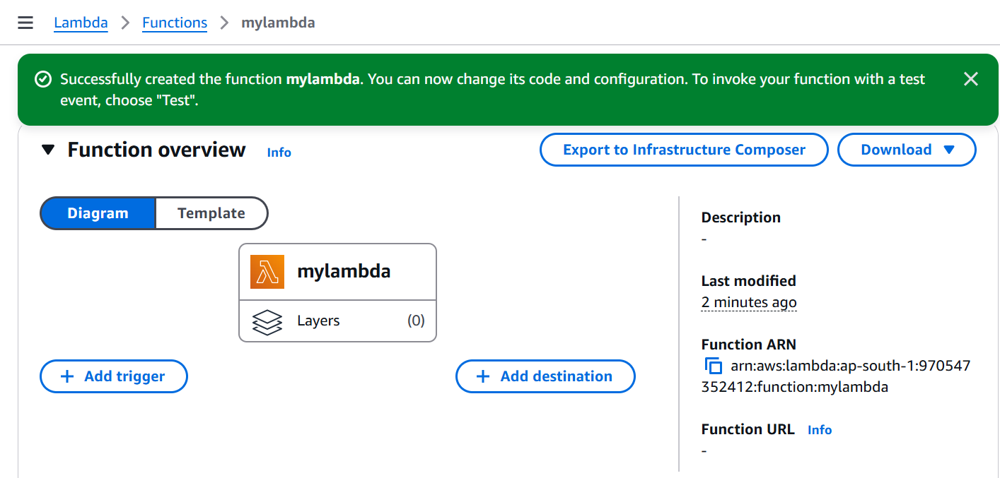 Lambda > Functions > mylambda
Successfully created the function mylambda. You can now change its code and configuration. To invoke your function with a test
event, choose "Test".
Function overview Info
Export to Infrastructure Composer
Download
Diagram
Template
mylambda
Layers (0)
+ Add trigger
+ Add destination
Description
-
Last modified
2 minutes ago
Function ARN
arn:aws:lambda:ap-south-1:970547
352412:function:mylambda
Function URL Info
-